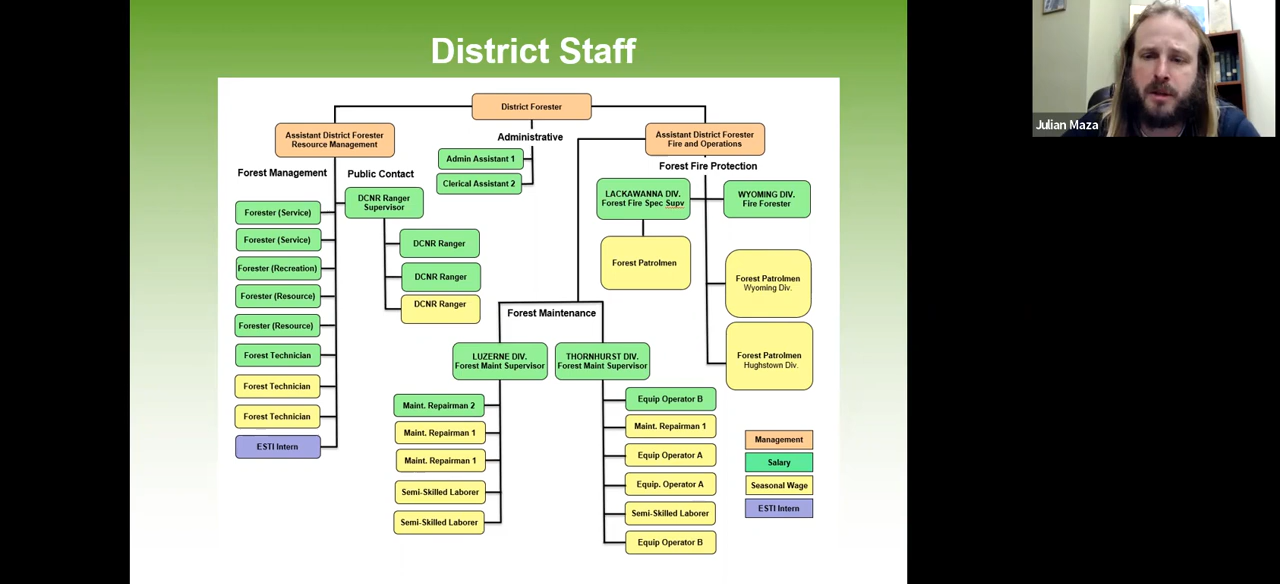 District Staff
District Forester
Assistant District Forester
Resource Management
Administrative
Assistant District Forester
Fire and Operations
Admin Assistant 1
Clerical Assistant 2
Forest Management
Public Contact
Forest Fire Protection
DCNR Ranger
Supervisor
LACKAWANNA DIV.
Forest Fire Spec Supv
WYOMING DIV.
Fire Forester
Forester (Service)
Forester (Service)
Forester (Recreation)
Forester (Resource)
Forester (Resource)
Forest Technician
Forest Technician
Forest Technician
ESTI Intern
DCNR Ranger
DCNR Ranger
DCNR Ranger
Forest Patrolmen
Forest Patrolmen
Wyoming Div.
Forest Patrolmen
Hughstown Div.
Forest Maintenance
LUZERNE DIV.
Forest Maint Supervisor
THORNHURST DIV.
Forest Maint Supervisor
Maint. Repairman 2
Maint. Repairman 1
Maint. Repairman 1
Semi-Skilled Laborer
Semi-Skilled Laborer
Equip Operator B
Maint. Repairman 1
Equip Operator A
Equip. Operator A
Semi-Skilled Laborer
Equip Operator B
Management
Salary
Seasonal Wage
ESTI Intern
Julian Maza